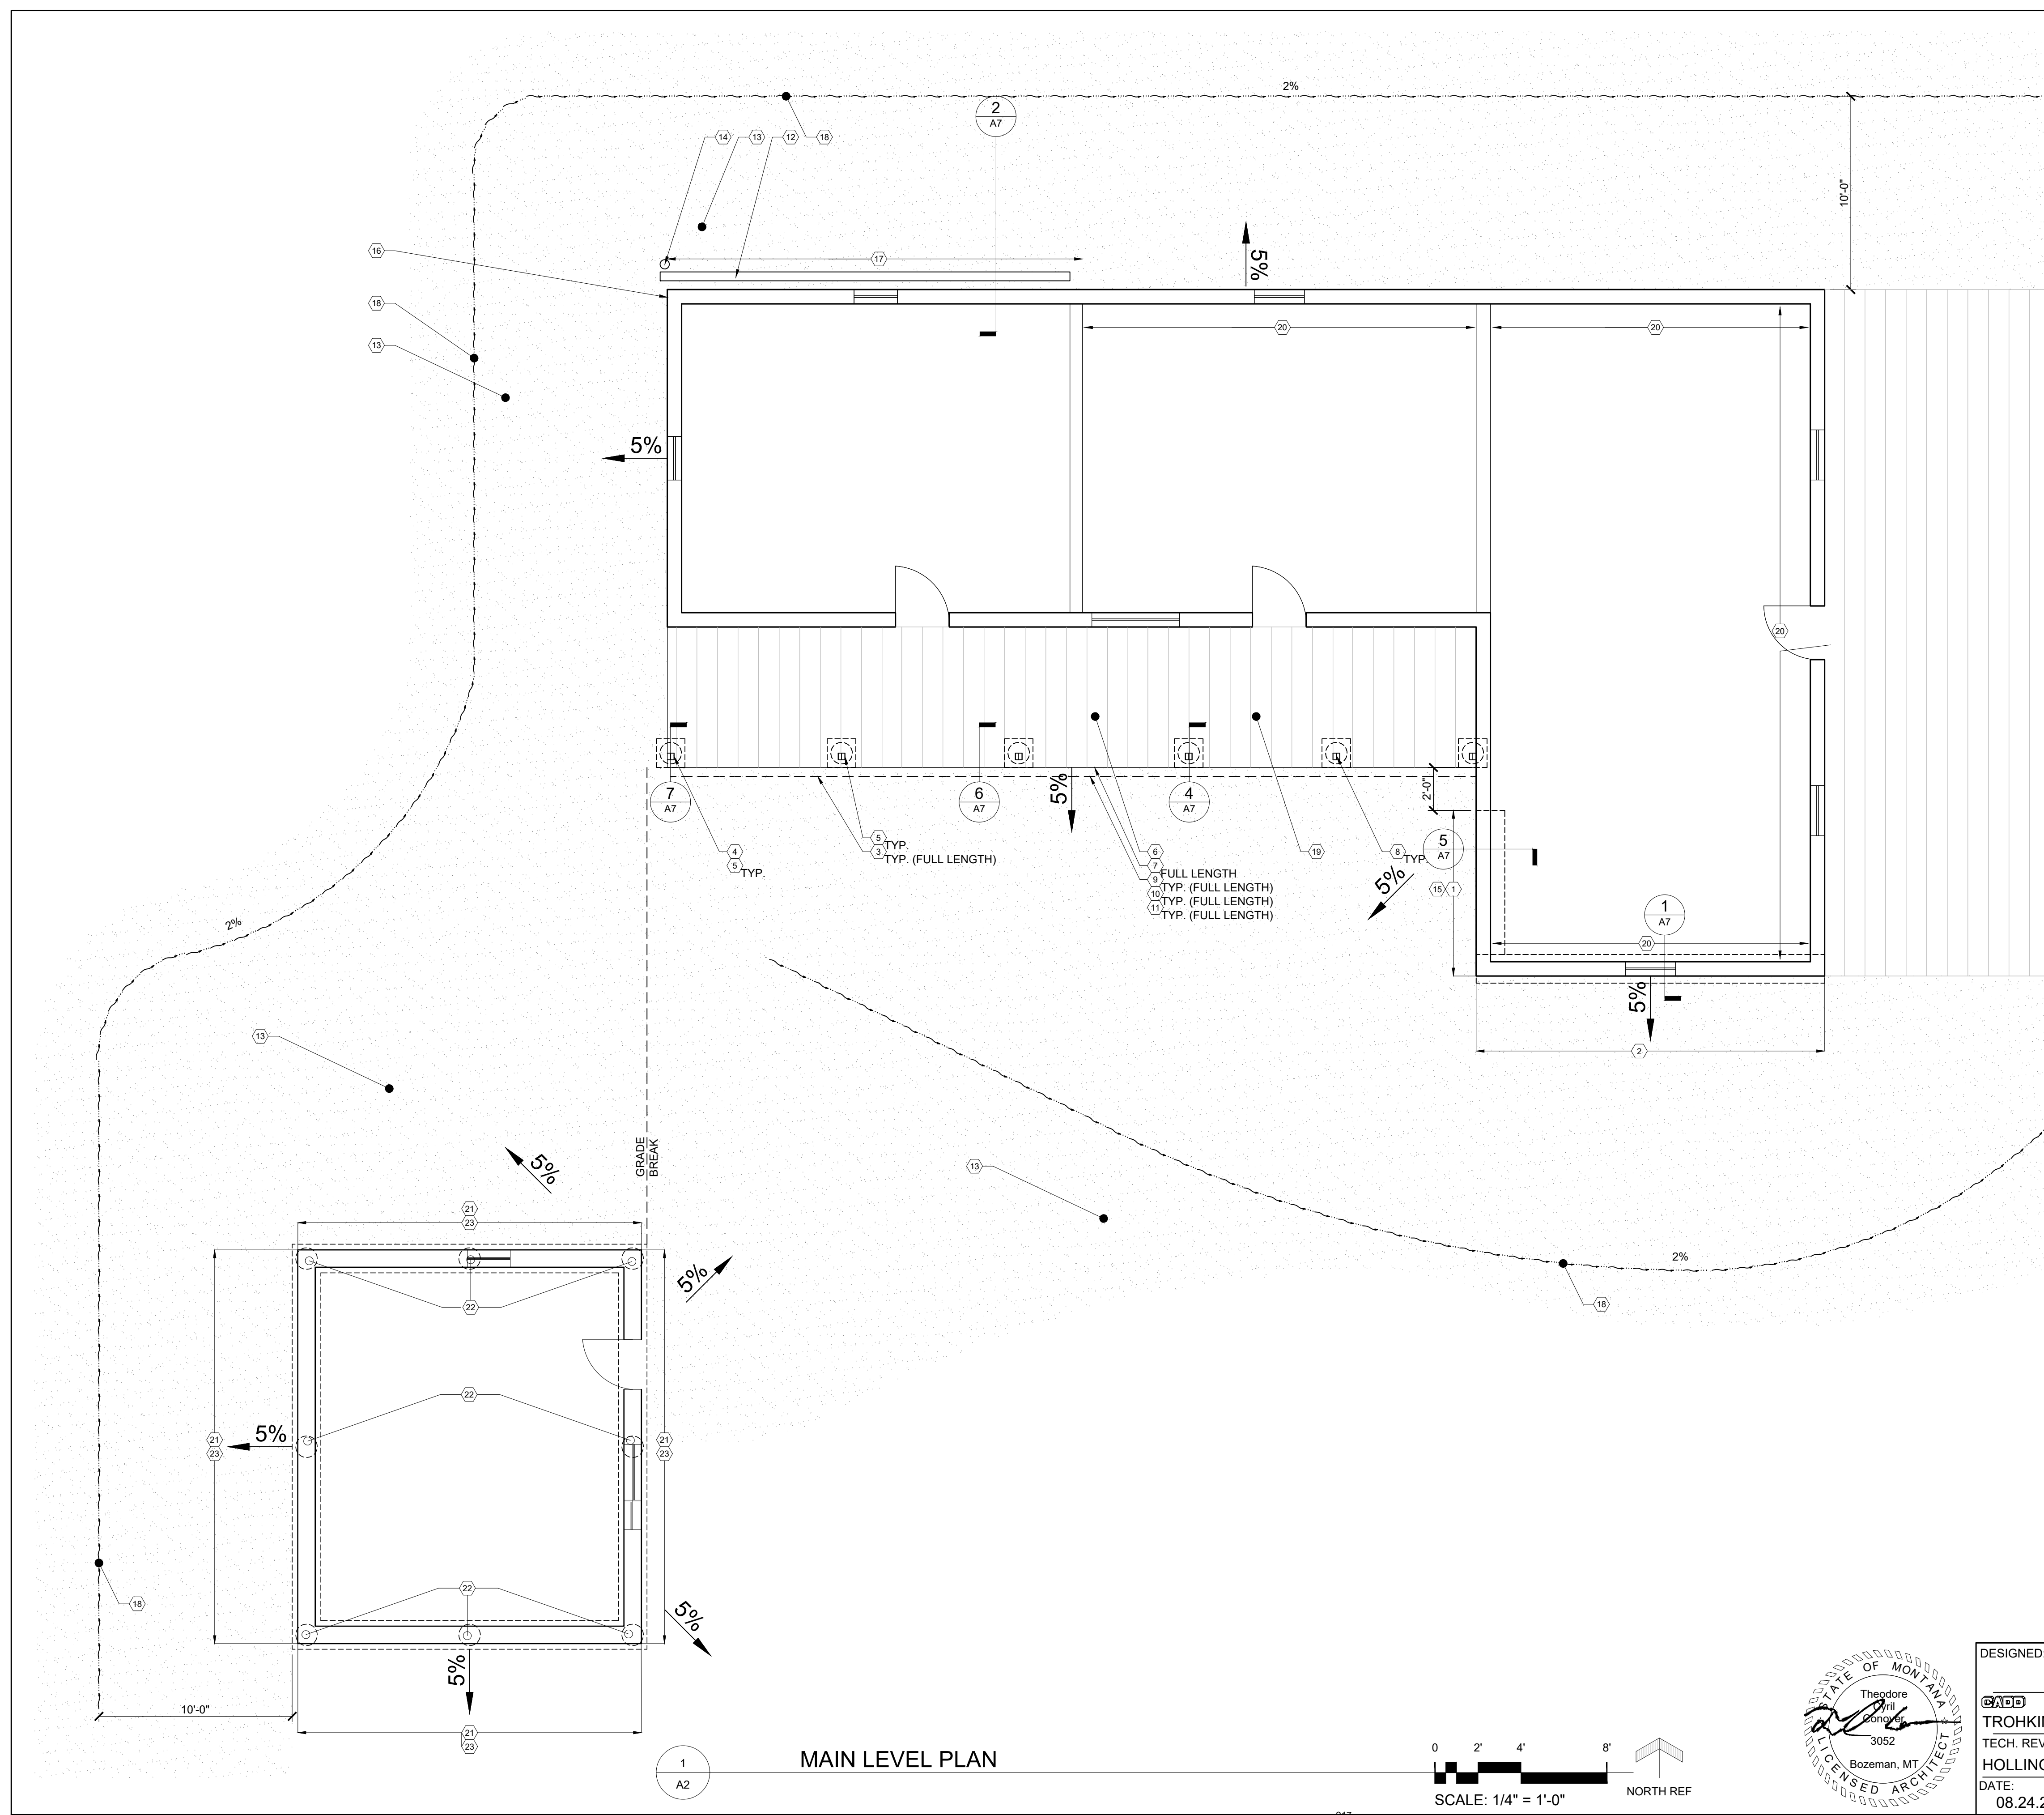 2%
2
A7
14
13
12
18
10'-0"
16
17
5%
18
20
20
13
5%
20
2'-0"
7
A7
6
A7
5%
4
A7
5
A7
5
TYP.
3
TYP. (FULL LENGTH)
4
5
TYP.
6
7
FULL LENGTH
9
TYP. (FULL LENGTH)
10
TYP. (FULL LENGTH)
11
TYP. (FULL LENGTH)
19
8
TYP.
5%
15
1
1
A7
2%
20
5%
13
2
GRADE
BREAK
5%
13
21
23
5%
2%
22
18
22
5%
21
23
21
23
22
18
5%
5%
10'-0"
21
23
1
A2
MAIN LEVEL PLAN
0
2'
4'
8'
SCALE: 1/4" = 1'-0"
NORTH REF
STATE OF MONTANA
Theodore
Cyril
Conover
3052
Bozeman, MT
LICENSED ARCHITECT
DESIGNED:
CADD
TECH. REV
DATE: